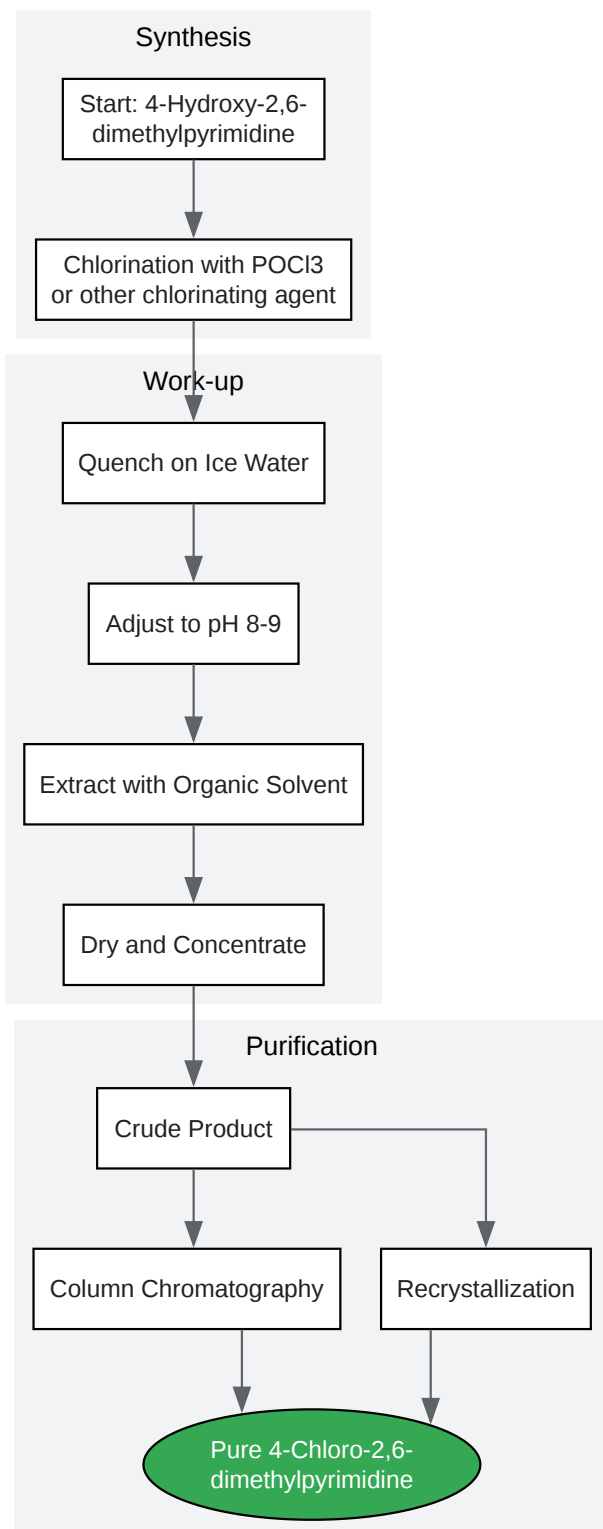 Synthesis
Start: 4-Hydroxy-2,6-
dimethylpyrimidine
Chlorination with POCl3
or other chlorinating agent
Work-up
Quench on Ice Water
Adjust to pH 8-9
Extract with Organic Solvent
Dry and Concentrate
Purification
Crude Product
Column Chromatography
Recrystallization
Pure 4-Chloro-2,6-
dimethylpyrimidine